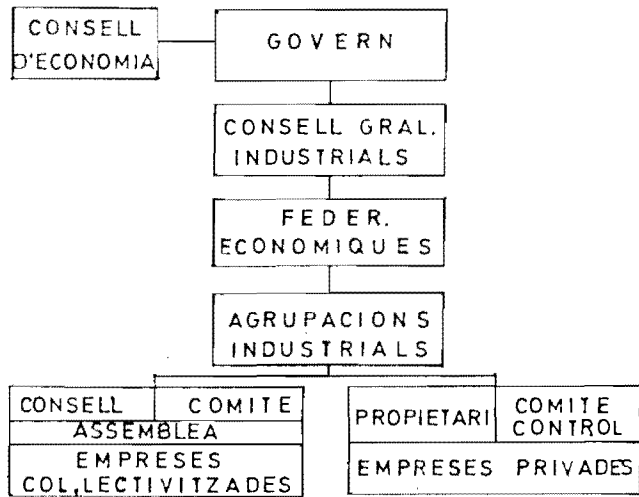 CONSELL
D'ECONOMIA
GOVERN
CONSELL GRAL.
INDUSTRIALS
FEDER.
ECONOMIQUES
AGRUPACIONS
INDUSTRIALS
CONSELL COMITE
ASSEMBLEA
EMPRESES
COL,LECTIVITZADES
PROPIETARI COMITE
CONTROL
EMPRESES PRIVADES